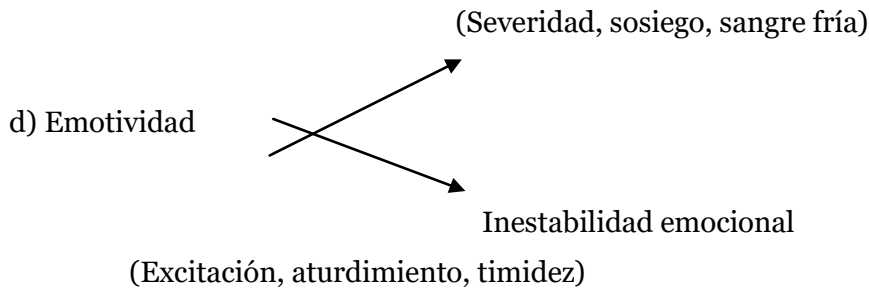 (Severidad, sosiego, sangre fría)
d) Emotividad
Inestabilidad emocional
(Excitación, aturdimiento, timidez)